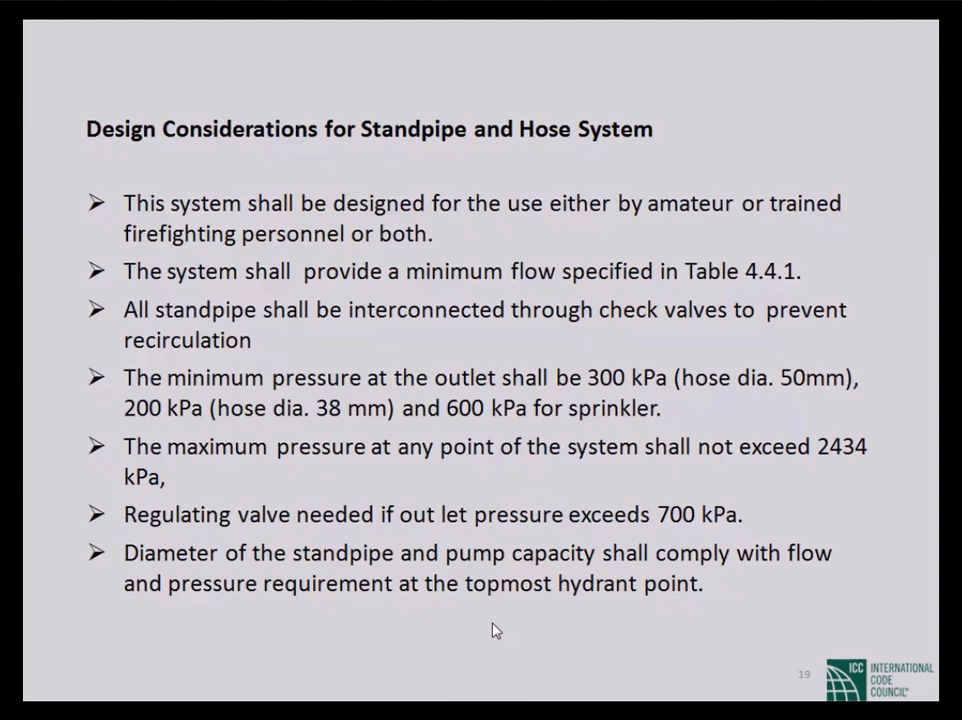 Design Considerations for Standpipe and Hose System
➢ This system shall be designed for the use either by amateur or trained
firefighting personnel or both.
➢ The system shall provide a minimum flow specified in Table 4.4.1.
➢ All standpipe shall be interconnected through check valves to prevent
recirculation
➢ The minimum pressure at the outlet shall be 300 kPa (hose dia. 50mm),
200 kPa (hose dia. 38 mm) and 600 kPa for sprinkler.
➢ The maximum pressure at any point of the system shall not exceed 2434
kPa,
➢ Regulating valve needed if out let pressure exceeds 700 kPa.
➢ Diameter of the standpipe and pump capacity shall comply with flow
and pressure requirement at the topmost hydrant point.
19
ICC
INTERNATIONAL
CODE
COUNCIL®